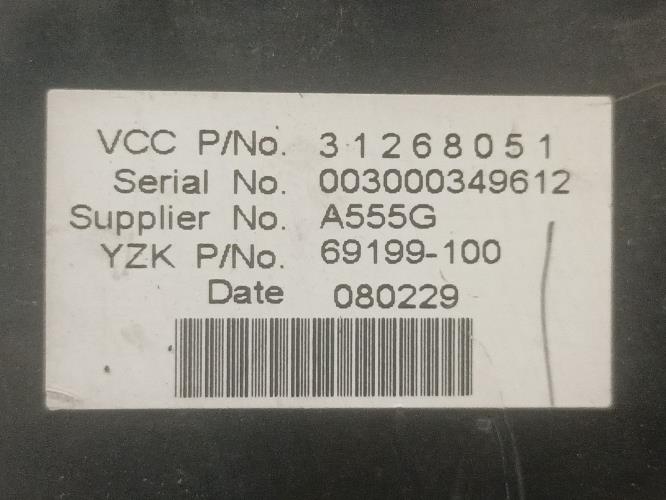 VCC P/No. 31268051
Serial No. 003000349612
Supplier No. A555G
YZK P/No. 69199-100
Date 080229